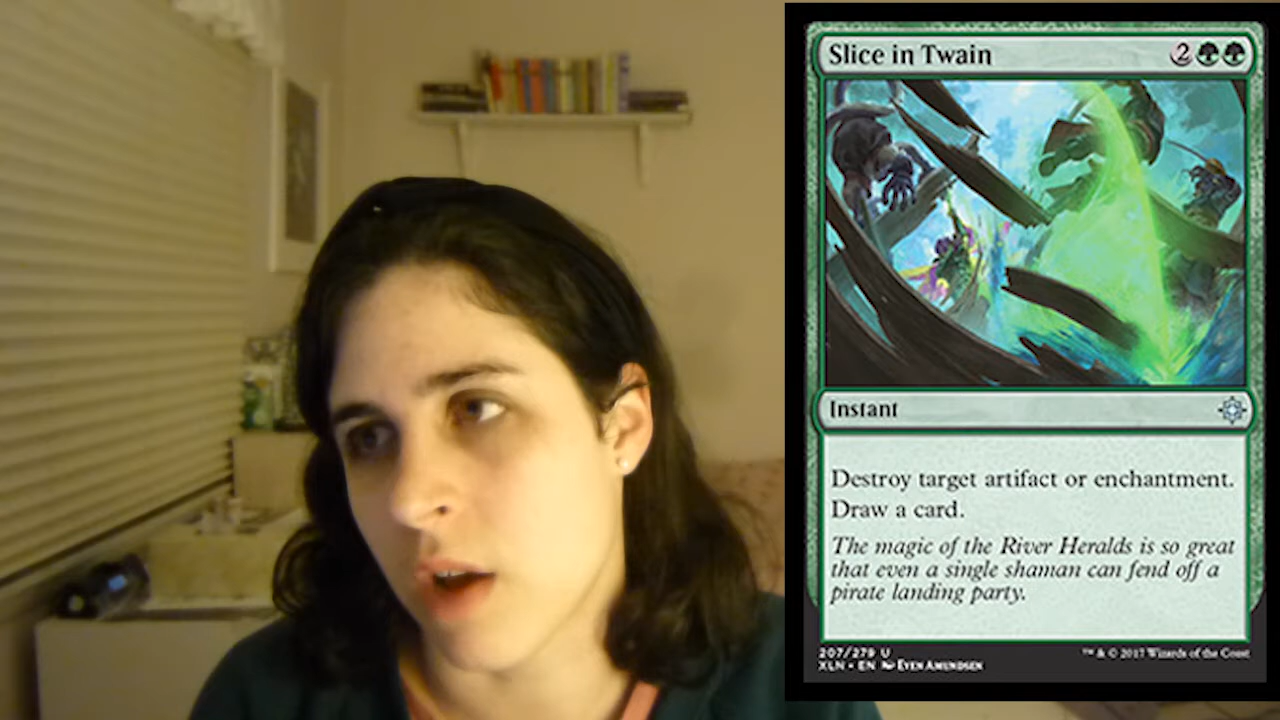 Slice in Twain 2
Instant
Destroy target artifact or enchantment.
Draw a card.
The magic of the River Heralds is so great
that even a single shaman can fend off a
pirate landing party.
207/279 U
XLN • EN EVEN AMUNDSEN
™ & © 2017 Wizards of the Coast